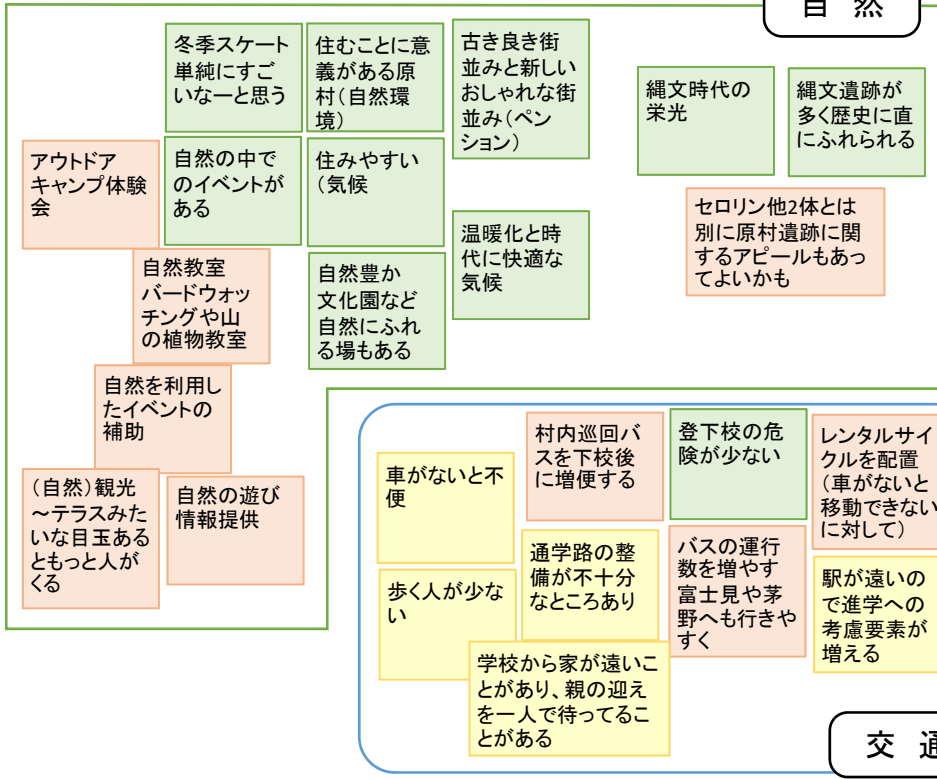 自 然
冬季スケート
単純にすご
いなーと思う
住むことに意
義がある原
村(自然環
境)
古き良き街
並みと新しい
おしゃれな街
並み(ペン
ション)
縄文時代の
栄光
縄文遺跡が
多く歴史に直
にふれられる
アウトドア
キャンプ体験
会
自然の中で
のイベントが
ある
住みやすい
(気候
セロリン他2体とは
別に原村遺跡に関
するアピールもあっ
てよいかも
温暖化と時
代に快適な
気候
自然教室
バードウォッ
チングや山
の植物教室
自然豊か
文化園など
自然にふれ
る場もある
自然を利用し
たイベントの
補助
(自然)観光
～テラスみた
いな目玉ある
ともっと人が
くる
自然の遊び
情報提供
車がないと不
便
村内巡回バ
スを下校後
に増便する
登下校の危
険が少ない
レンタルサイ
クルを配置
(車がないと
移動できない
に対して)
歩く人が少な
い
通学路の整
備が不十分
なところあり
バスの運行
数を増やす
富士見や茅
野へも行きや
すく
駅が遠いの
で進学への
考慮要素が
増える
学校から家が遠いこ
とがあり、親の迎え
を一人で待ってるこ
とがある
交 通